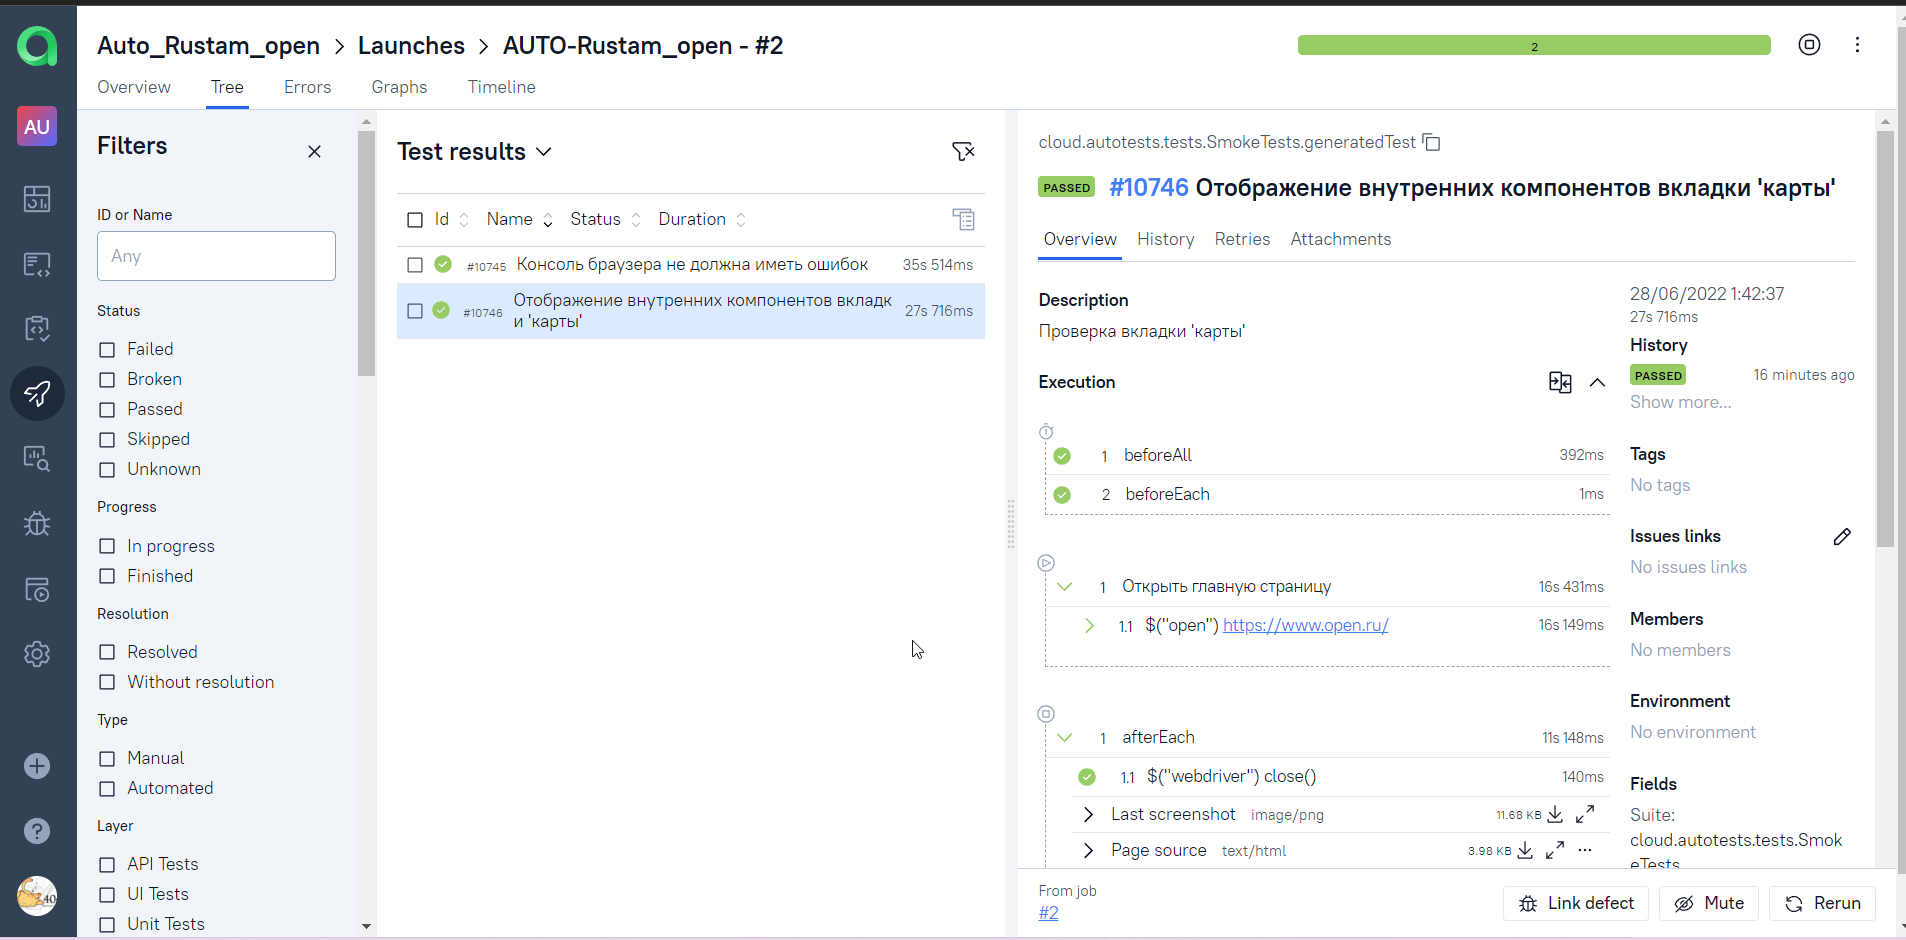 Auto_Rustam_open > Launches > AUTO-Rustam_open - #2
2
Overview Tree Errors Graphs Timeline
AU
Filters
ID or Name
Any
Status
Failed
Broken
Passed
Skipped
Unknown
Progress
In progress
Finished
Resolution
Resolved
Without resolution
Type
Manual
Automated
Layer
API Tests
UI Tests
Unit Tests
40
Test results
Id Name Status Duration
#10745 Консоль браузера не должна иметь ошибок 35s 514ms
#10746 Отображение внутренних компонентов вкладк
и 'карты' 27s 716ms
cloud.autotests.tests.SmokeTests.generatedTest
PASSED #10746 Отображение внутренних компонентов вкладки 'карты'
Overview History Retries Attachments
Description
Проверка вкладки 'карты'
Execution
1 beforeAll 392ms
2 beforeEach 1ms
1 Открыть главную страницу 16s 431ms
1.1 $("open") https://www.open.ru/ 16s 149ms
1 afterEach 11s 148ms
1.1 $("webdriver") close() 140ms
Last screenshot image/png 11.68 KB
Page source text/html 3.98 KB
28/06/2022 1:42:37
27s 716ms
History
PASSED 16 minutes ago
Show more...
Tags
No tags
Issues links
No issues links
Members
No members
Environment
No environment
Fields
Suite:
cloud.autotests.tests.Smok
eTests
From job
#2
Link defect Mute Rerun